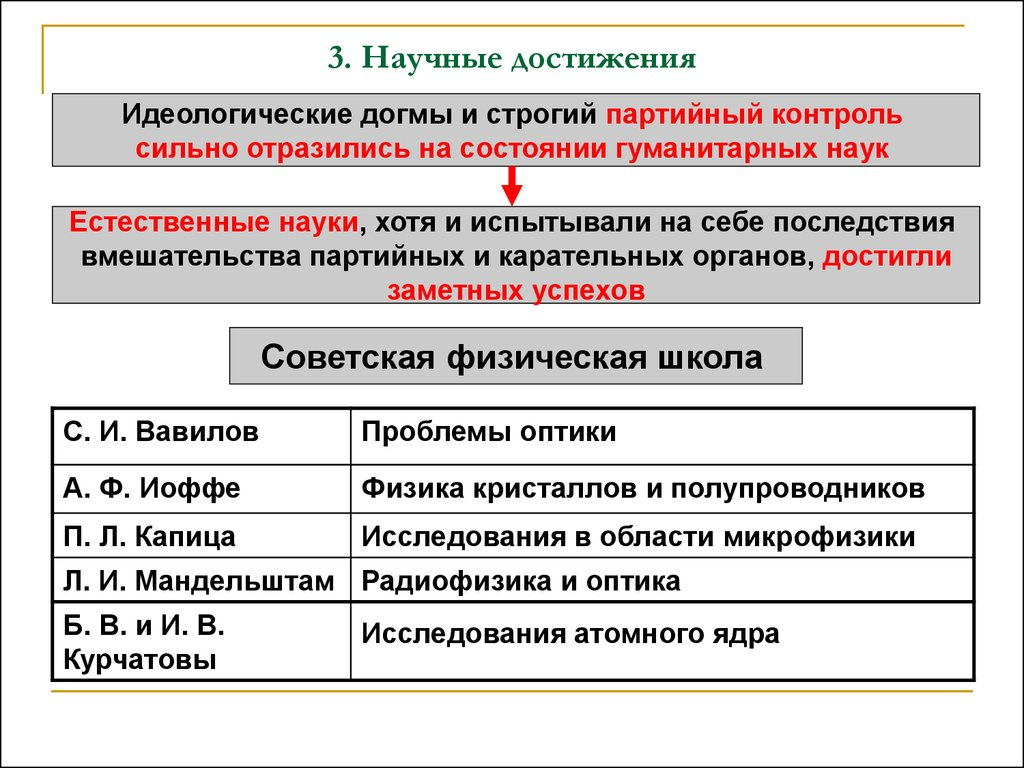 3. Научные достижения
Идеологические догмы и строгий партийный контроль
сильно отразились на состоянии гуманитарных наук
Естественные науки, хотя и испытывали на себе последствия
вмешательства партийных и карательных органов, достигли
заметных успехов
Советская физическая школа
С. И. Вавилов
Проблемы оптики
А. Ф. Иоффе
Физика кристаллов и полупроводников
П. Л. Капица
Исследования в области микрофизики
Л. И. Мандельштам
Радиофизика и оптика
Б. В. и И. В.
Курчатовы
Исследования атомного ядра